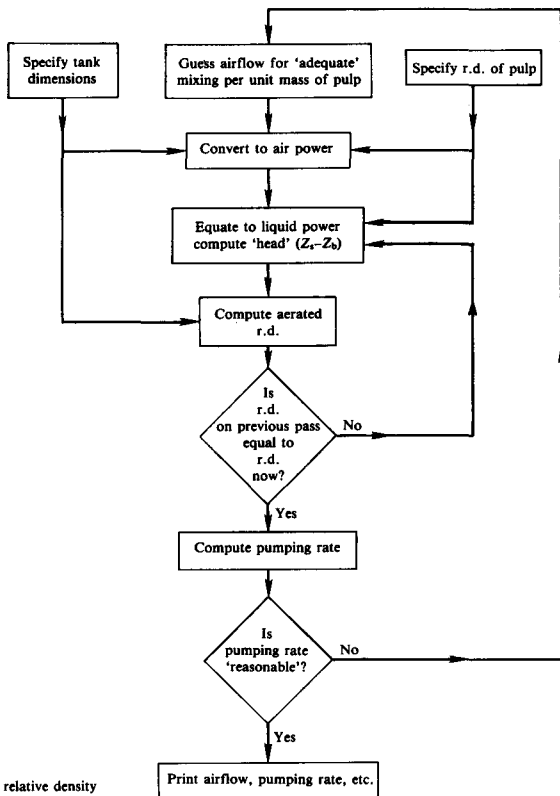 Specify tank
dimensions
Guess airflow for ‘adequate’
mixing per unit mass of pulp
Specify r.d. of pulp
Convert to air power
Equate to liquid power
compute ‘head’ (Zs–Zb)
Compute aerated
r.d.
Is
r.d.
on previous pass
equal to
r.d.
now?
No
Yes
Compute pumping rate
Is
pumping rate
‘reasonable’?
No
Yes
Print airflow, pumping rate, etc.
relative density